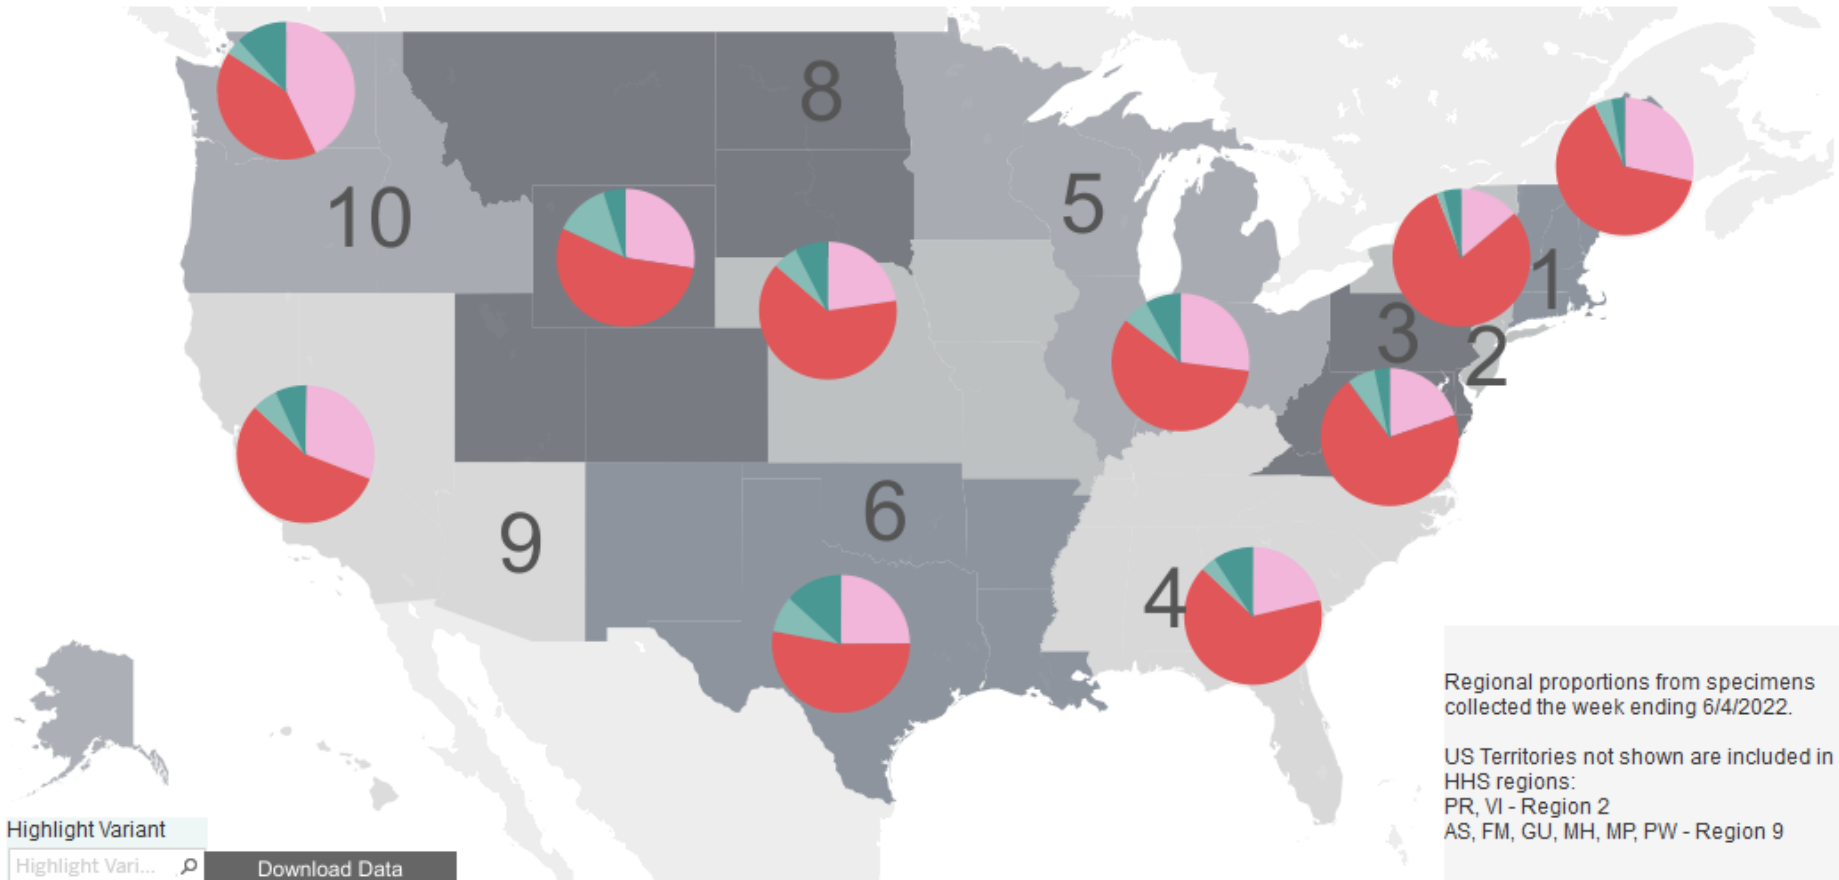 8
5
10
1
3
2
6
9
4
Regional proportions from specimens
collected the week ending 6/4/2022.
US Territories not shown are included in
HHS regions:
PR, VI - Region 2
AS, FM, GU, MH, MP, PW - Region 9
Highlight Variant
Highlight Vari...
Download Data